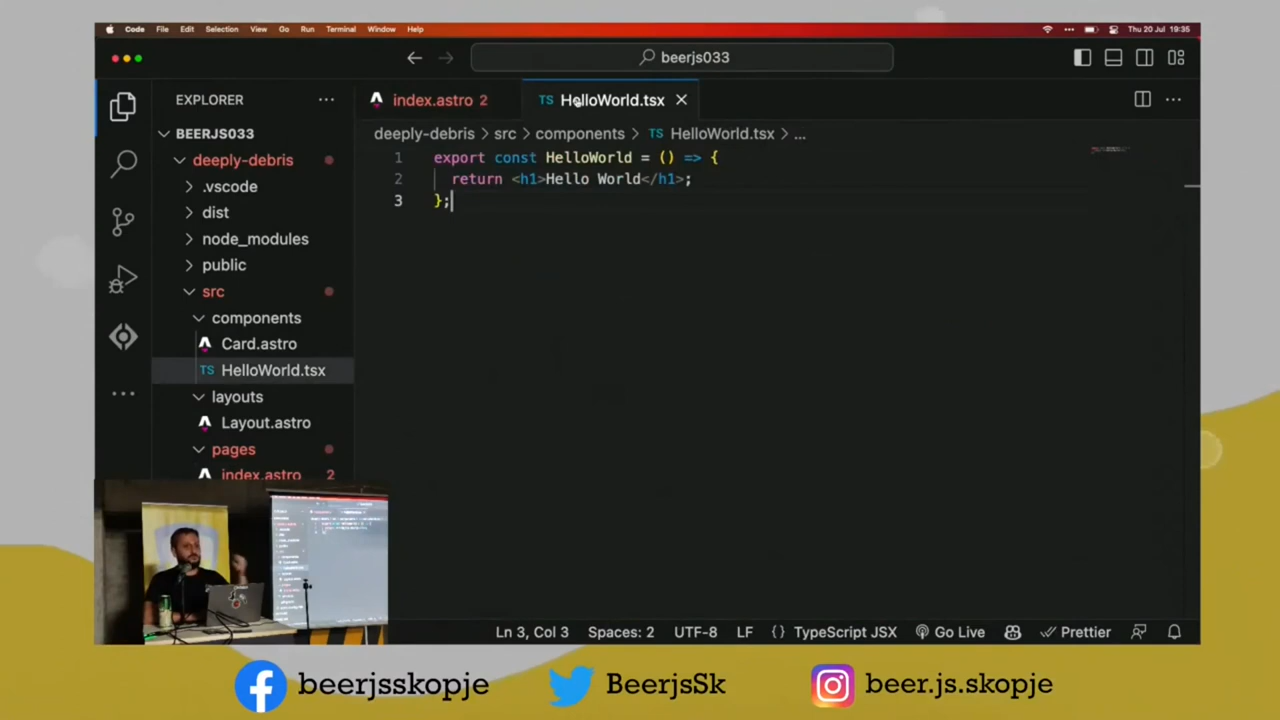 Code File Edit Selection View Go Run Terminal Window Help Thu 20 Jul 19:35
beerjs033
EXPLORER
index.astro 2
TS HelloWorld.tsx
BEERJS033
deeply-debris > src > components > TS HelloWorld.tsx > ...
deeply-debris
.vscode
dist
node_modules
public
src
components
Card.astro
TS HelloWorld.tsx
layouts
Layout.astro
pages
index.astro 2
1 export const HelloWorld = () => {
2 return <h1>Hello World</h1>;
3 };
Ln 3, Col 3 Spaces: 2 UTF-8 LF {} TypeScript JSX Go Live Prettier
beerjsskopje BeerjsSk beer.js.skopje